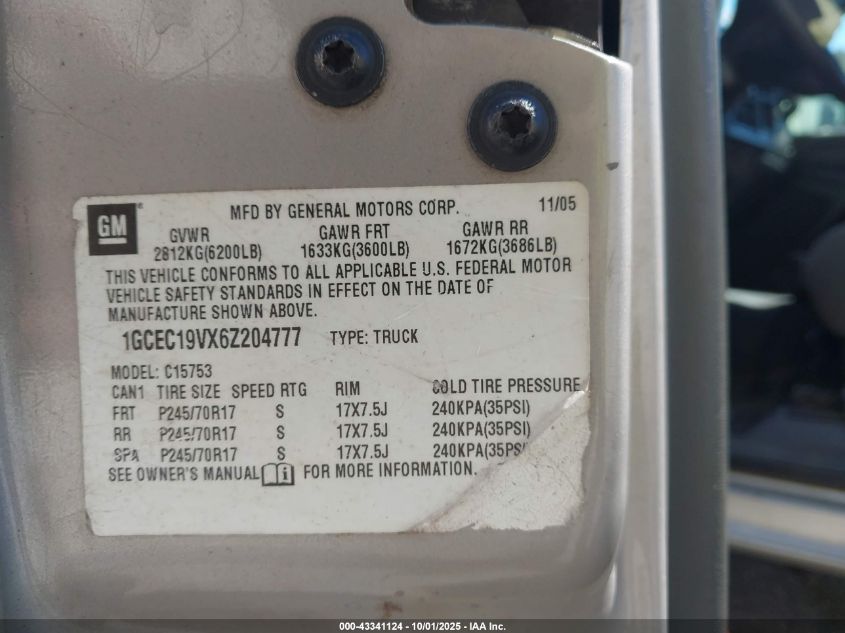 GM
MFD BY GENERAL MOTORS CORP. 11/05
GVWR GAWR FRT GAWR RR
2812KG(6200LB) 1633KG(3600LB) 1672KG(3686LB)
THIS VEHICLE CONFORMS TO ALL APPLICABLE U.S. FEDERAL MOTOR
VEHICLE SAFETY STANDARDS IN EFFECT ON THE DATE OF
MANUFACTURE SHOWN ABOVE.
1GCEC19VX6Z204777 TYPE: TRUCK
MODEL: C15753
CAN1 TIRE SIZE SPEED RTG RIM COLD TIRE PRESSURE
FRT P245/70R17 S 17X7.5J 240KPA(35PSI)
RR P245/70R17 S 17X7.5J 240KPA(35PSI)
SPA P245/70R17 S 17X7.5J 240KPA(35PSI
SEE OWNER'S MANUAL FOR MORE INFORMATION.
000-43341124 - 10/01/2025 - IAA Inc.